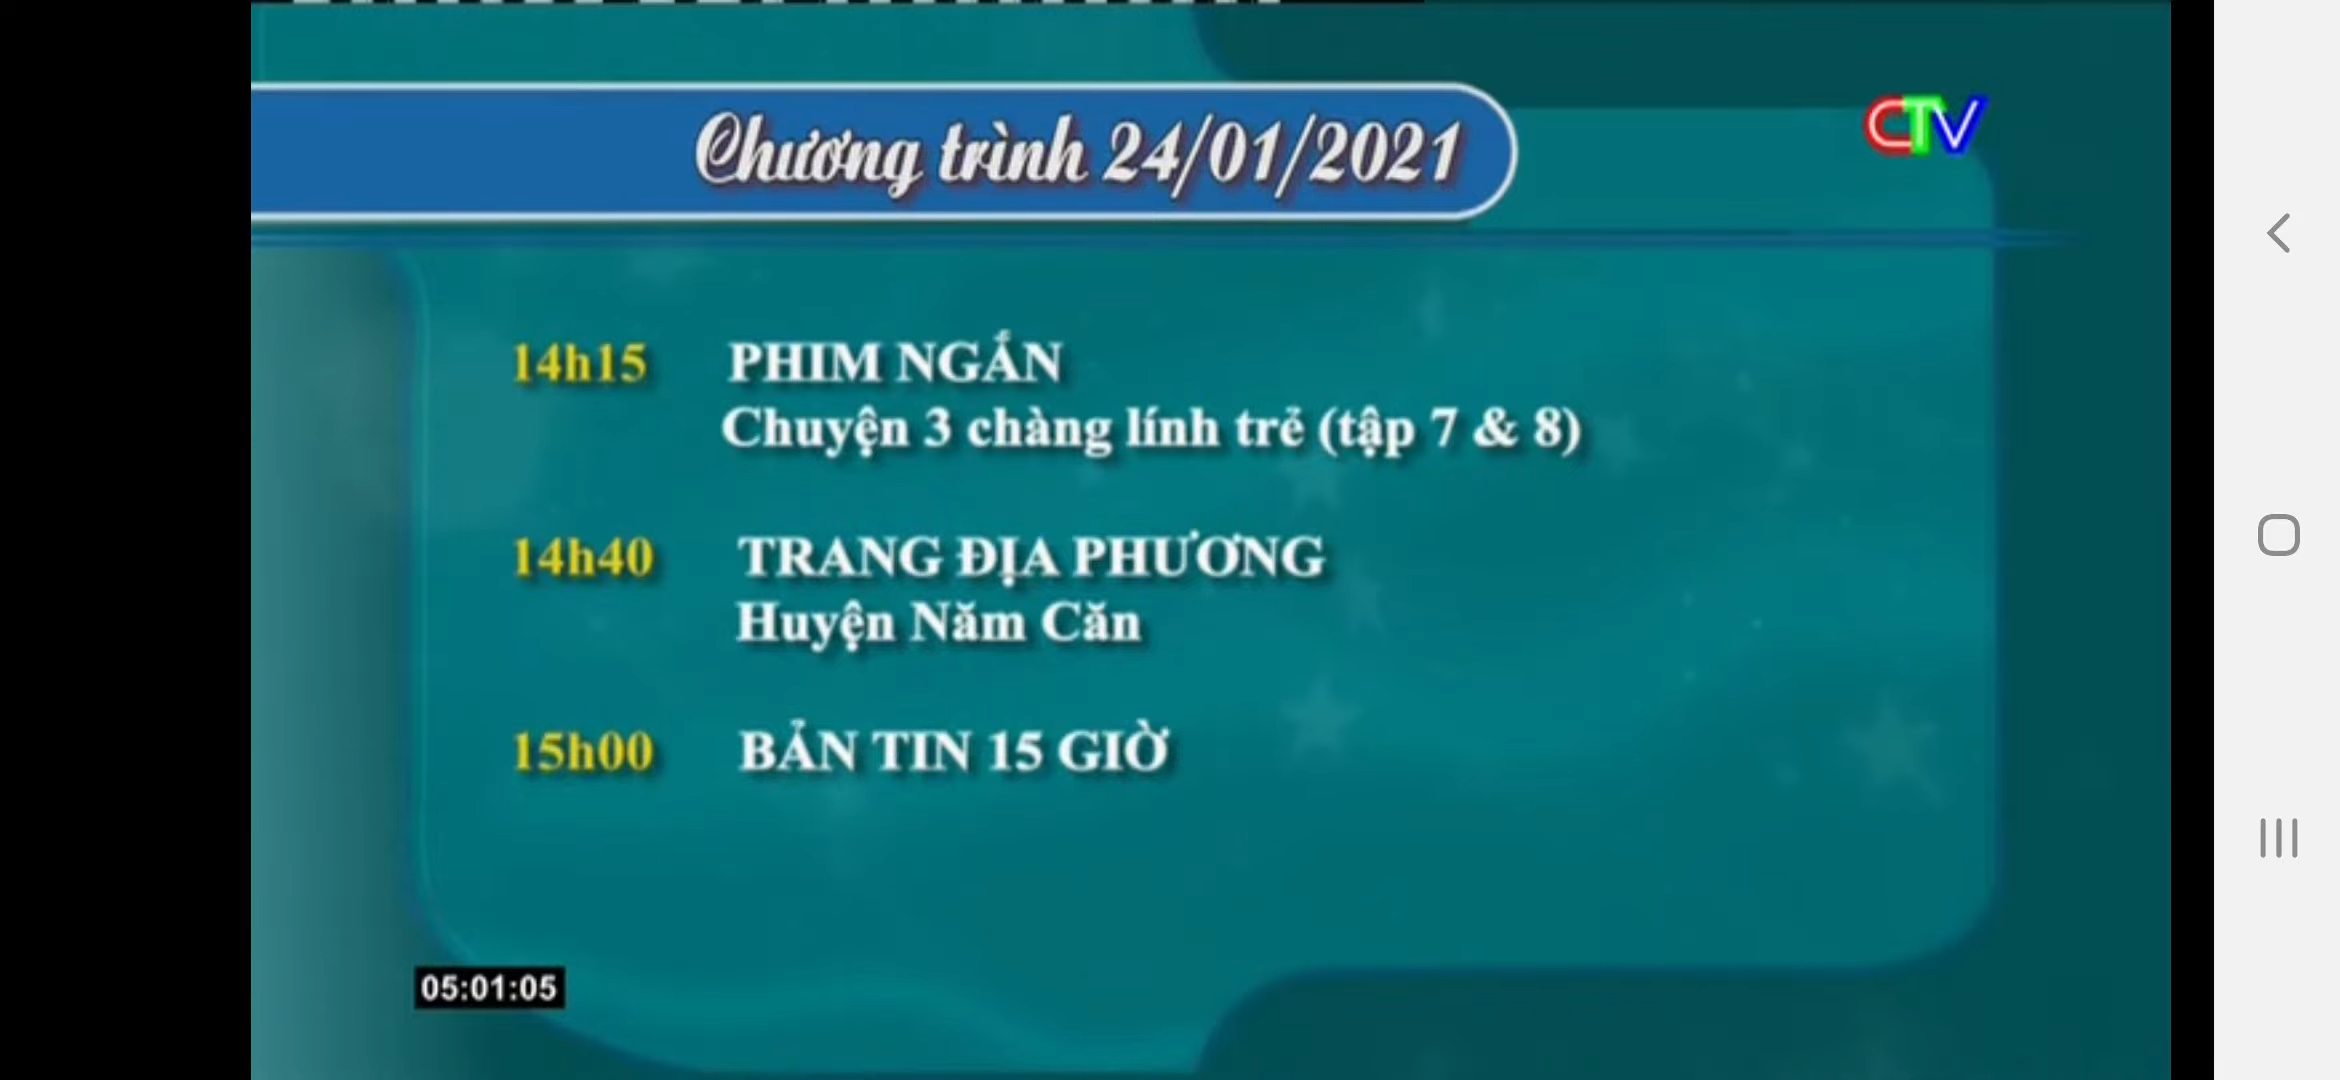 Chương trình 24/01/2021
CTV
14h15 PHIM NGẮN
Chuyện 3 chàng lính trẻ (tập 7 & 8)
14h40 TRANG ĐỊA PHƯƠNG
Huyện Năm Căn
15h00 BẢN TIN 15 GIỜ
05:01:05